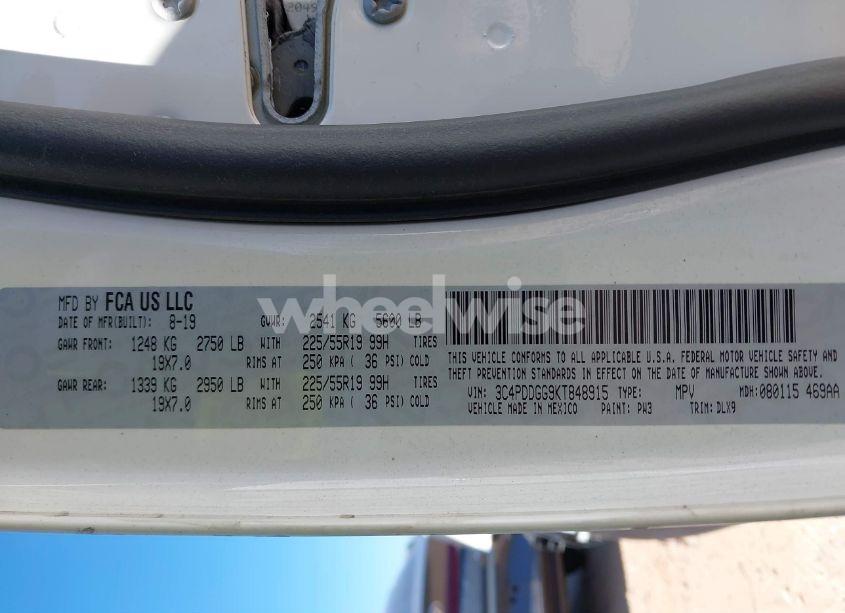 2049
wheelwise
MFD BY FCA US LLC
DATE OF MFR(BUILT): 8-19 GVWR: 2541 KG 5600 LB
GAWR FRONT: 1248 KG 2750 LB WITH 225/55R19 99H TIRES
19X7.0 RIMS AT 250 KPA ( 36 PSI) COLD
GAWR REAR: 1339 KG 2950 LB WITH 225/55R19 99H TIRES
19X7.0 RIMS AT 250 KPA ( 36 PSI) COLD
THIS VEHICLE CONFORMS TO ALL APPLICABLE U.S.A. FEDERAL MOTOR VEHICLE SAFETY AND
THEFT PREVENTION STANDARDS IN EFFECT ON THE DATE OF MANUFACTURE SHOWN ABOVE.
VIN: 3C4PDDGG9KT848915 TYPE: MPV MDH: 080115 469AA
VEHICLE MADE IN MEXICO PAINT: PW3 TRIM: DLX9